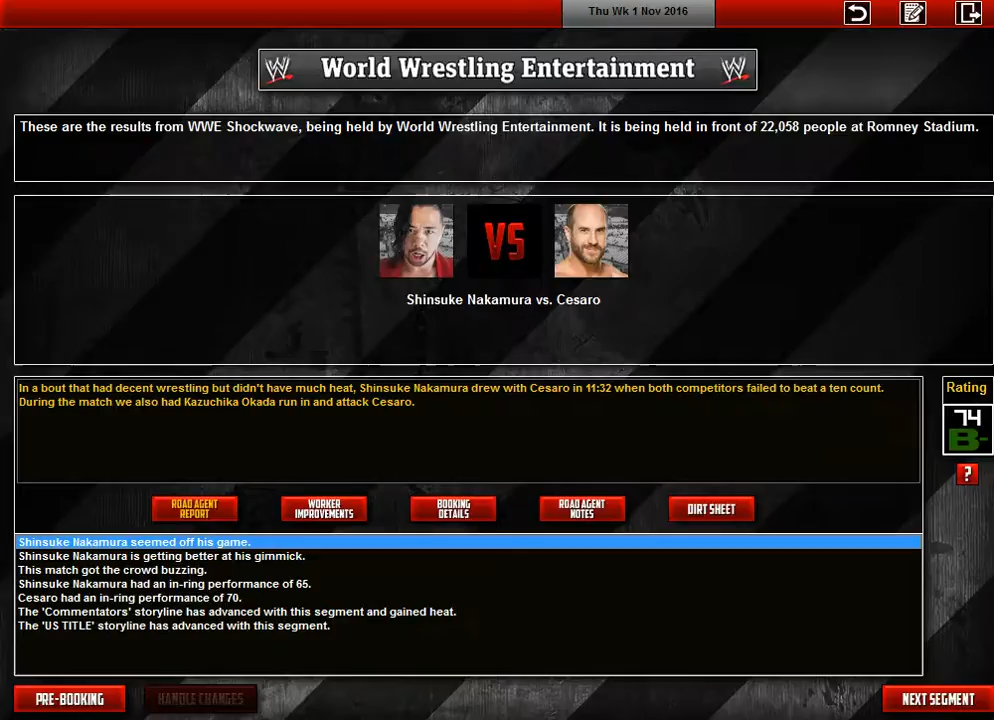 Thu Wk 1 Nov 2016
World Wrestling Entertainment
These are the results from WWE Shockwave, being held by World Wrestling Entertainment. It is being held in front of 22,058 people at Romney Stadium.
VS
Shinsuke Nakamura vs. Cesaro
In a bout that had decent wrestling but didn't have much heat, Shinsuke Nakamura drew with Cesaro in 11:32 when both competitors failed to beat a ten count.
During the match we also had Kazuchika Okada run in and attack Cesaro.
Rating
74
B-
?
ROAD AGENT
REPORT
WORKER
IMPROVEMENTS
BOOKING
DETAILS
ROAD AGENT
NOTES
DIRT SHEET
Shinsuke Nakamura seemed off his game.
Shinsuke Nakamura is getting better at his gimmick.
This match got the crowd buzzing.
Shinsuke Nakamura had an in-ring performance of 65.
Cesaro had an in-ring performance of 70.
The 'Commentators' storyline has advanced with this segment and gained heat.
The 'US TITLE' storyline has advanced with this segment.
PRE-BOOKING
HANDLE CHANGES
NEXT SEGMENT